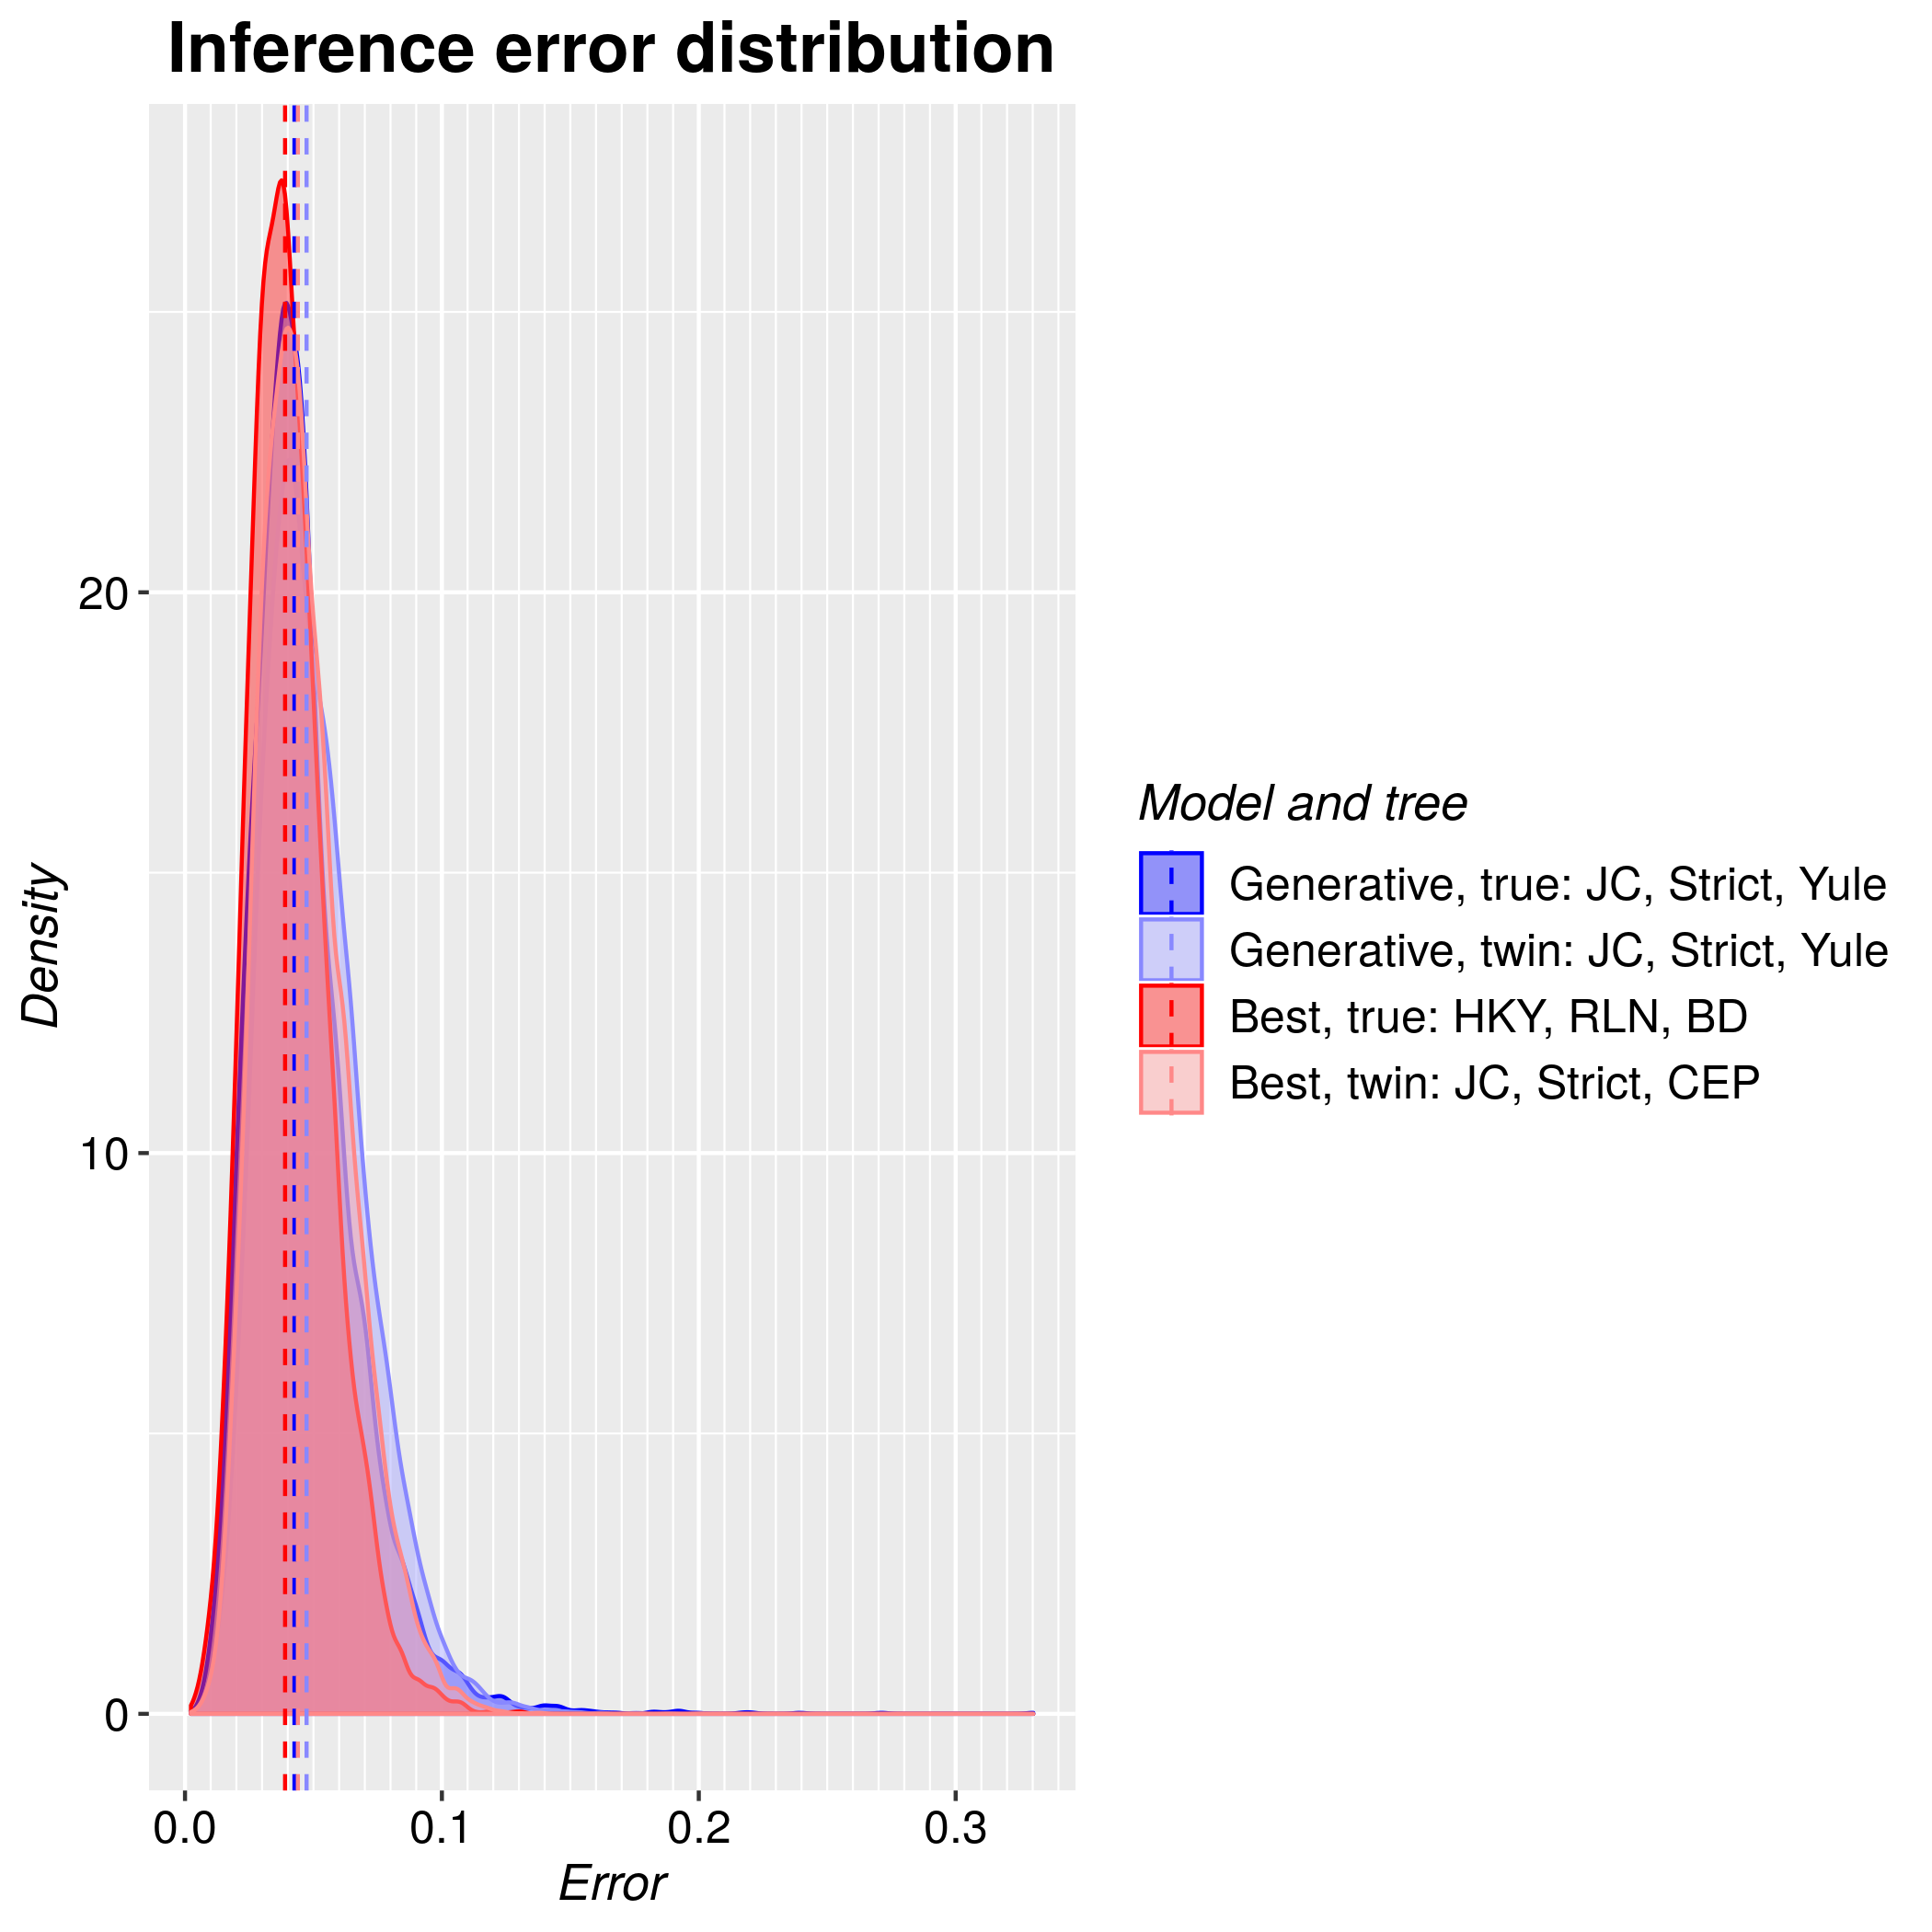 Inference error distribution
Density
20
10
0
0.0 0.1 0.2 0.3
Error
Model and tree
Generative, true: JC, Strict, Yule
Generative, twin: JC, Strict, Yule
Best, true: HKY, RLN, BD
Best, twin: JC, Strict, CEP